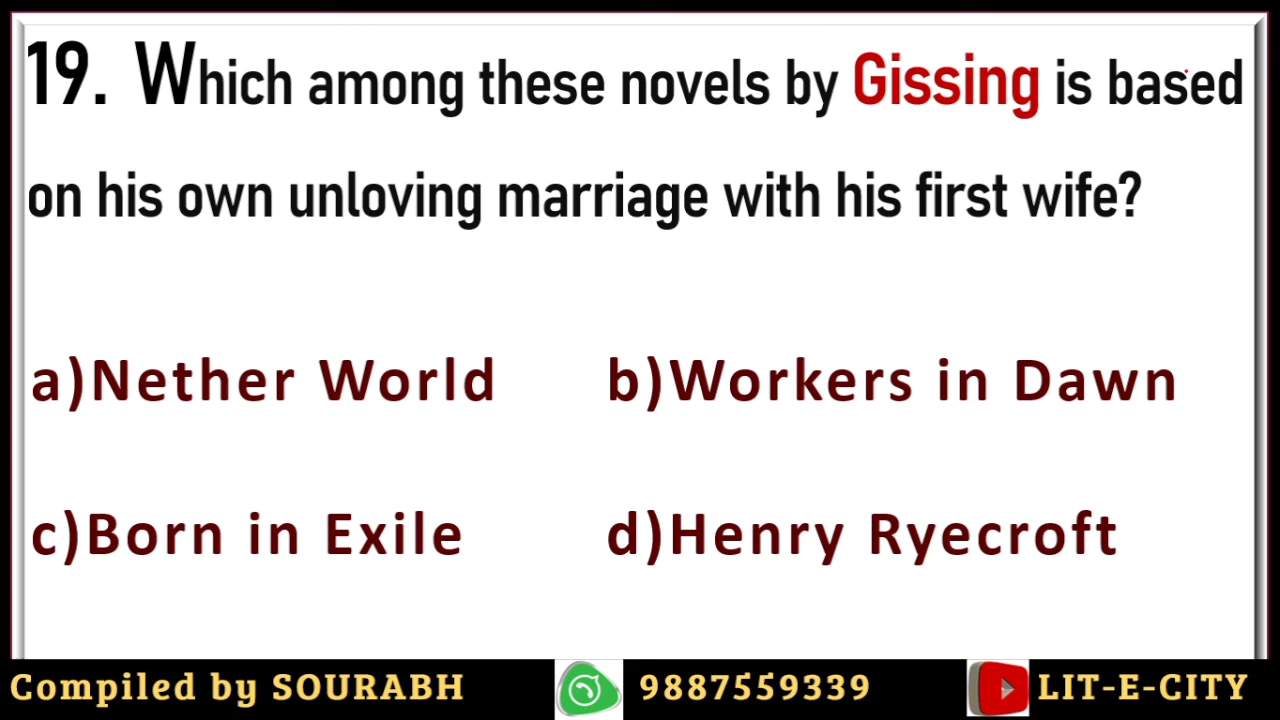 19. Which among these novels by Gissing is based
on his own unloving marriage with his first wife?
a)Nether World b)Workers in Dawn
c)Born in Exile d)Henry Ryecroft
Compiled by SOURABH 9887559339 LIT-E-CITY